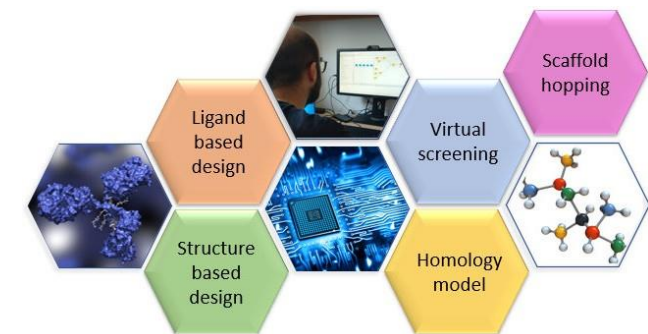 Scaffold
hopping
Ligand
based
design
Virtual
screening
Structure
based
design
Homology
model